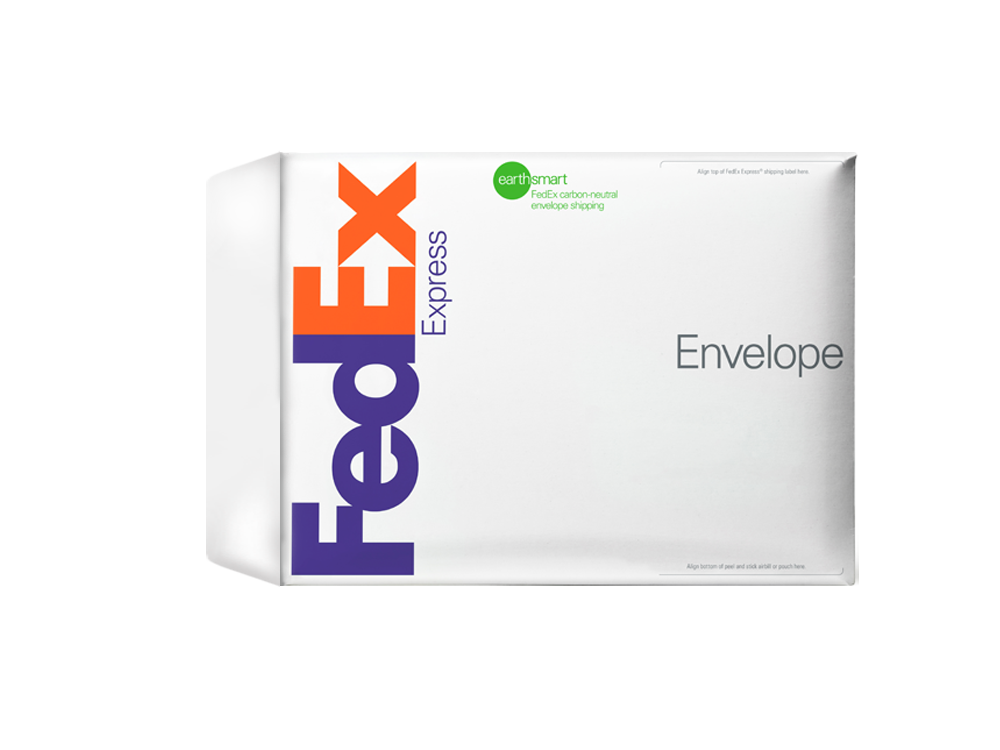 FedEx
Express
earthsmart
FedEx carbon-neutral
envelope shipping
Align top of FedEx Express® shipping label here.
Envelope
Align bottom of peel and stick airbill or pouch here.